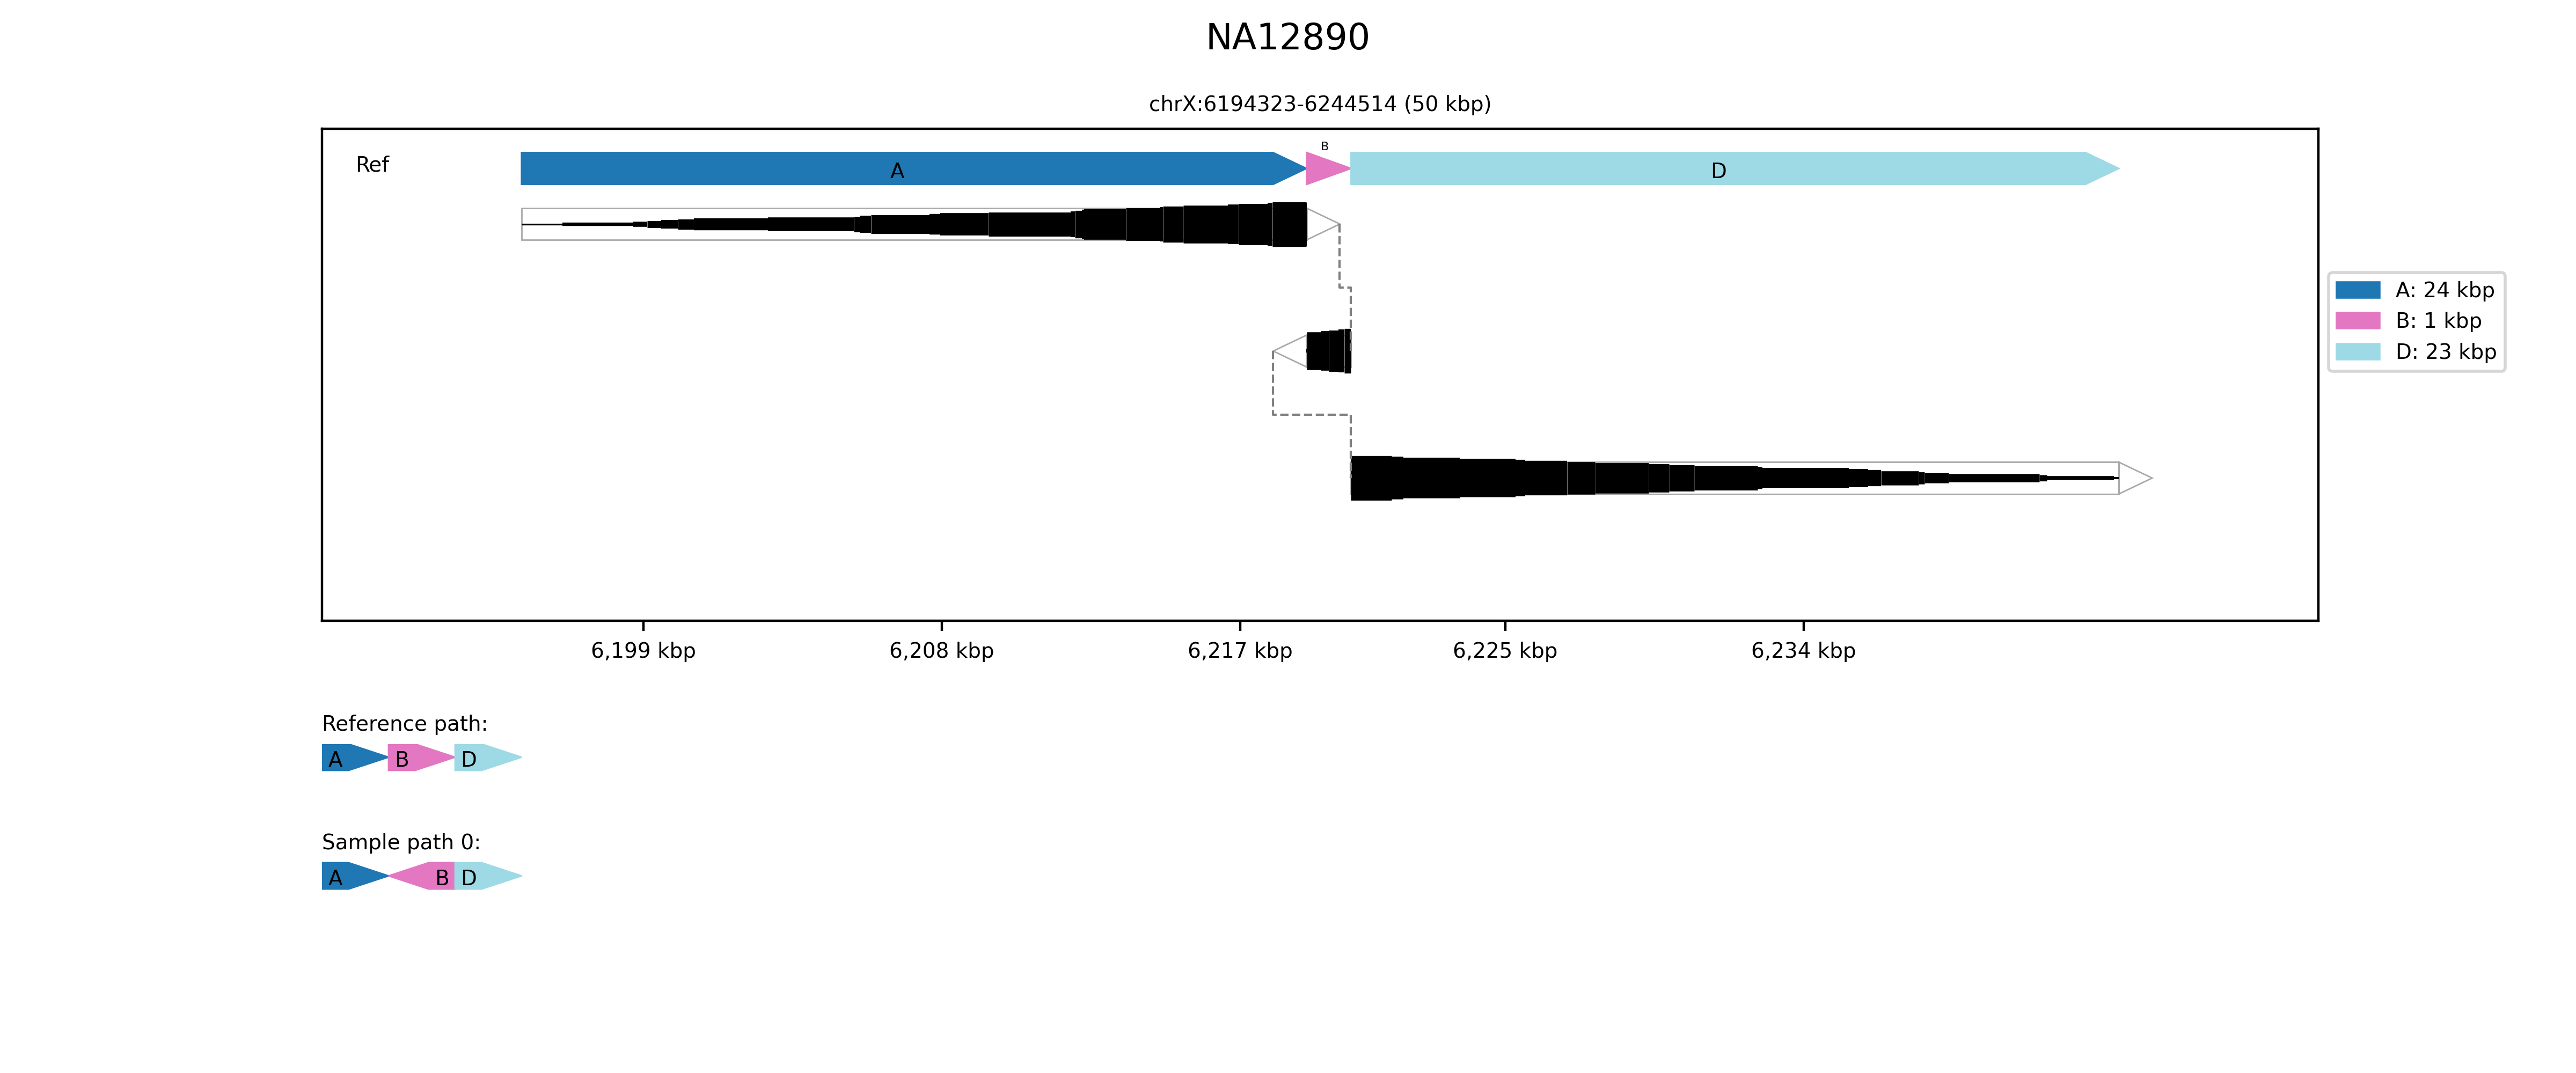 NA12890
chrX:6194323-6244514 (50 kbp)
Ref
A
B
D
A: 24 kbp
B: 1 kbp
D: 23 kbp
6,199 kbp
6,208 kbp
6,217 kbp
6,225 kbp
6,234 kbp
Reference path:
A B D
Sample path 0:
A B D